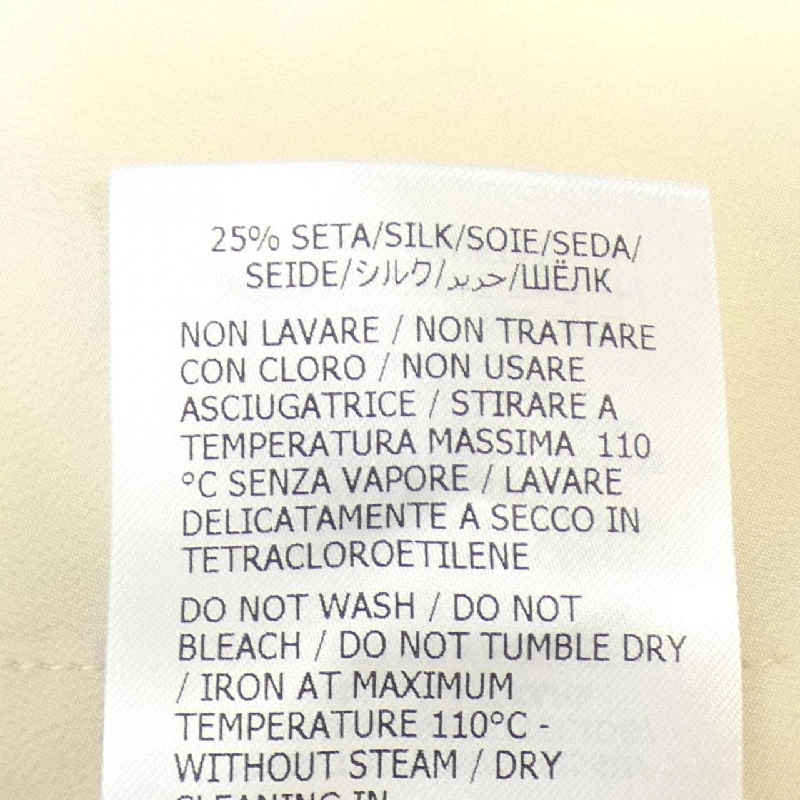 25% SETA/SILK/SOIE/SEDA/
SEIDE/シルク/حرير/ШЁЛК
NON LAVARE / NON TRATTARE
CON CLORO / NON USARE
ASCIUGATRICE / STIRARE A
TEMPERATURA MASSIMA 110
°C SENZA VAPORE / LAVARE
DELICATAMENTE A SECCO IN
TETRACLOROETILENE
DO NOT WASH / DO NOT
BLEACH / DO NOT TUMBLE DRY
/ IRON AT MAXIMUM
TEMPERATURE 110°C -
WITHOUT STEAM / DRY
CLEANING IN